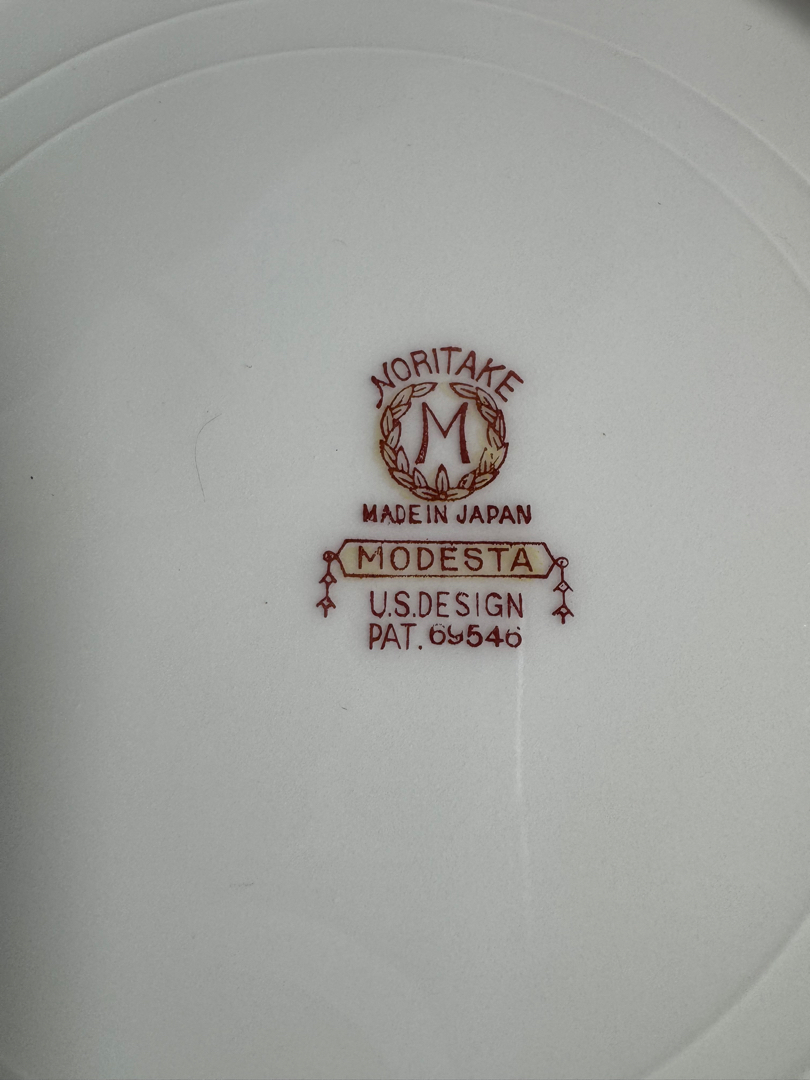 NORITAKE
M
MADE IN JAPAN
MODESTA
U.S.DESIGN
PAT. 69546